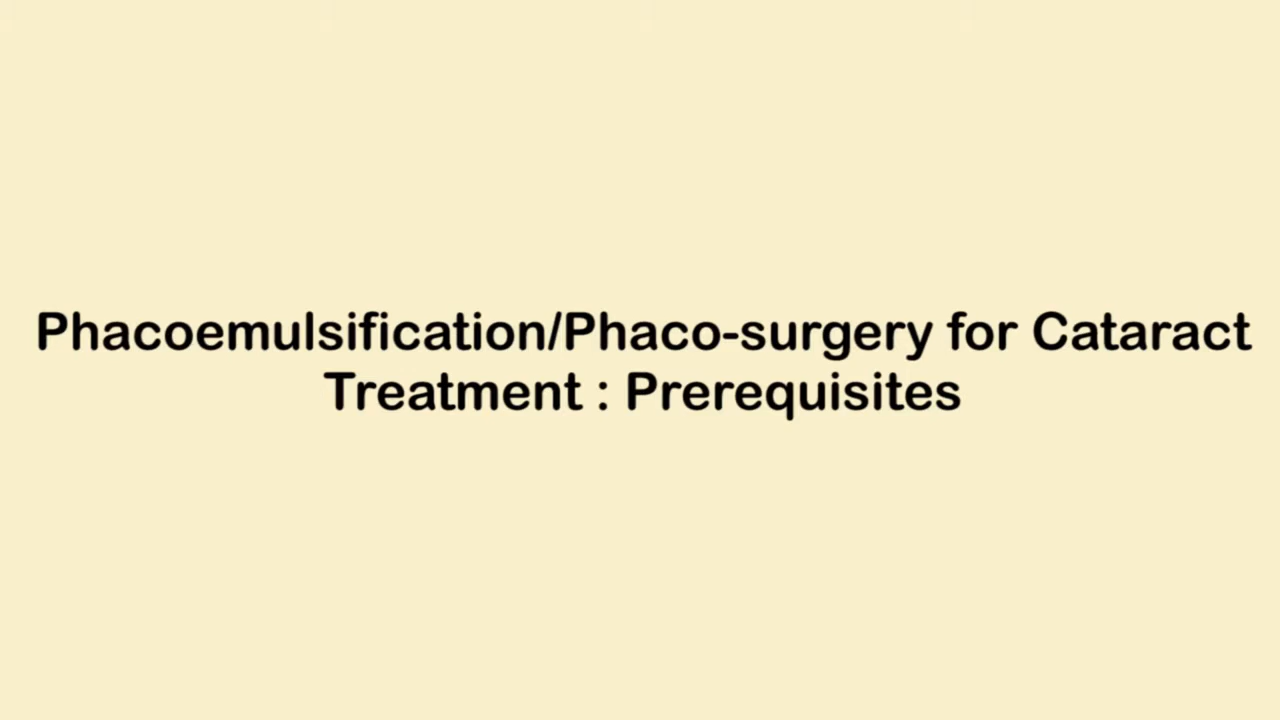 Phacoemulsification/Phaco-surgery for Cataract
Treatment : Prerequisites